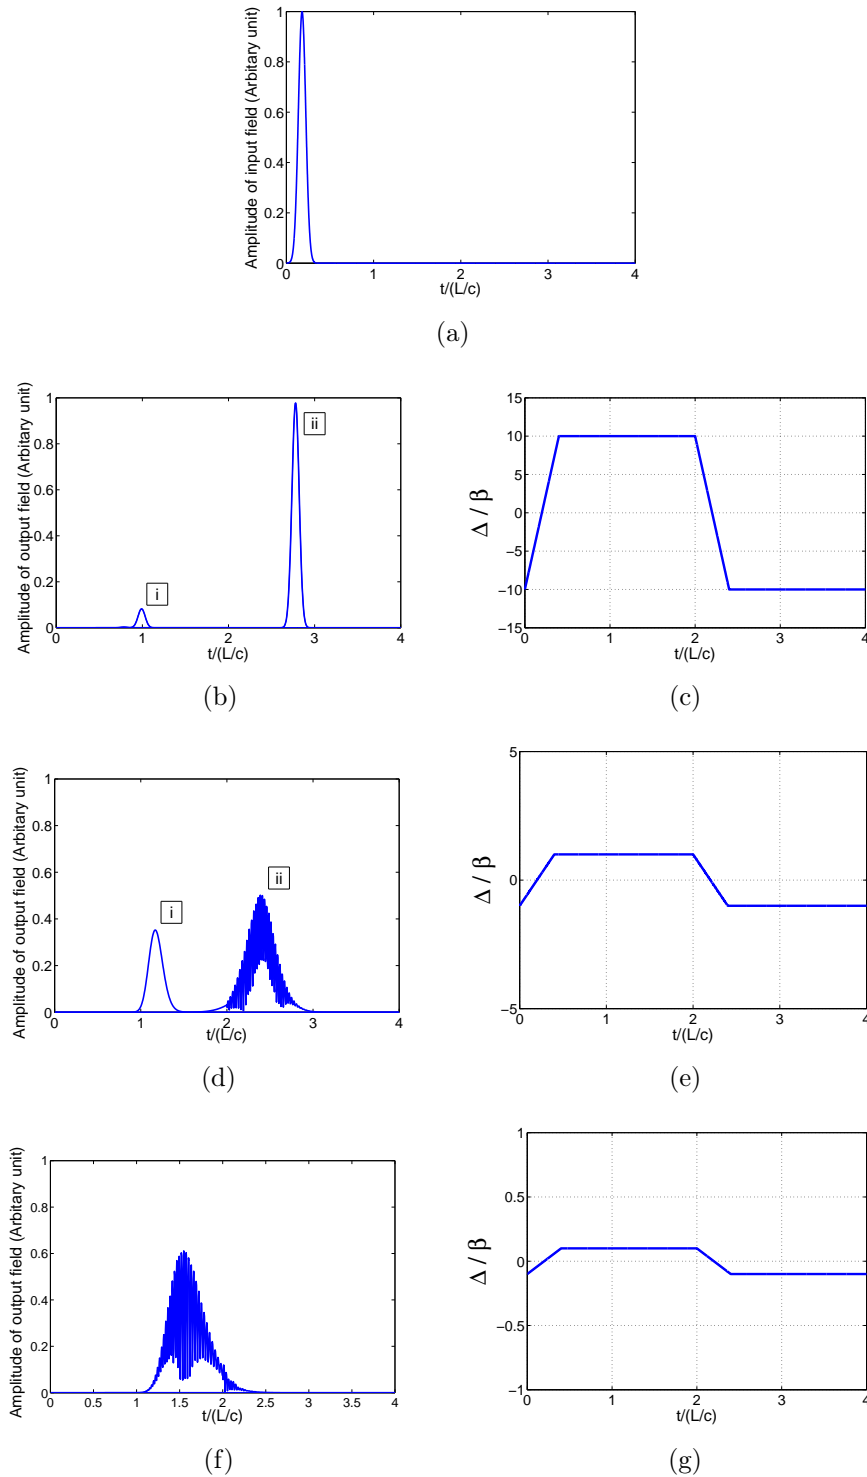 Amplitude of input field (Arbitary unit)
1
0.8
0.6
0.4
0.2
0
0 1 2 3 4
t/(L/c)
(a)
Amplitude of output field (Arbitary unit)
1
0.8
0.6
0.4
0.2
0
i
ii
0 1 2 3 4
t/(L/c)
(b)
Δ / β
15
10
5
0
−5
−10
−15
0 1 2 3 4
t/(L/c)
(c)
Amplitude of output field (Arbitary unit)
1
0.8
0.6
0.4
0.2
0
i
ii
0 1 2 3 4
t/(L/c)
(d)
Δ / β
5
0
−5
0 1 2 3 4
t/(L/c)
(e)
Amplitude of output field (Arbitary unit)
1
0.8
0.6
0.4
0.2
0
0 0.5 1 1.5 2 2.5 3 3.5 4
t/(L/c)
(f)
Δ / β
1
0.5
0
−0.5
−1
0 1 2 3 4
t/(L/c)
(g)